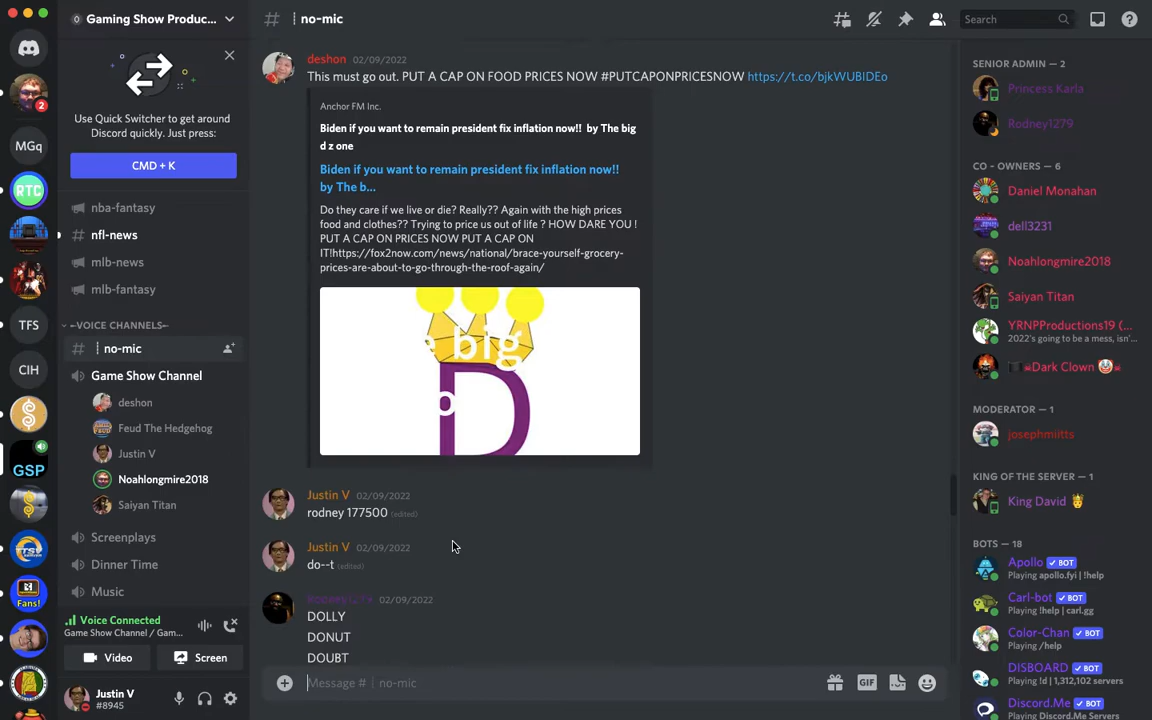 Gaming Show Produc...
Use Quick Switcher to get around
Discord quickly. Just press:
CMD + K
nba-fantasy
nfl-news
mlb-news
mlb-fantasy
VOICE CHANNELS
no-mic
Game Show Channel
deshon
Feud The Hedgehog
Justin V
Noahlongmire2018
Saiyan Titan
Screenplays
Dinner Time
Music
Voice Connected
Game Show Channel / Gam...
Video
Screen
Justin V
#8945
2
MGq
RTC
TFS
CIH
GSP
Fans!
# no-mic
Search
deshon 02/09/2022
This must go out. PUT A CAP ON FOOD PRICES NOW #PUTCAPONPRICESNOW https://t.co/bjkWUBIDEo
Anchor FM Inc.
Biden if you want to remain president fix inflation now!! by The big
d z one
Biden if you want to remain president fix inflation now!!
by The b...
Do they care if we live or die? Really?? Again with the high prices
food and clothes?? Trying to price us out of life ? HOW DARE YOU !
PUT A CAP ON PRICES NOW PUT A CAP ON
IT!https://fox2now.com/news/national/brace-yourself-grocery-
prices-are-about-to-go-through-the-roof-again/
e big
D
Justin V 02/09/2022
rodney 177500 (edited)
Justin V 02/09/2022
do--t (edited)
Rodney1279 02/09/2022
DOLLY
DONUT
DOUBT
Message # no-mic
GIF
SENIOR ADMIN — 2
Princess Karla
Rodney1279
CO - OWNERS — 6
Daniel Monahan
dell3231
Noahlongmire2018
Saiyan Titan
YRNPProductions19 (...
2022's going to be a mess, isn'...
Dark Clown
MODERATOR — 1
josephmiitts
KING OF THE SERVER — 1
King David
BOTS — 18
Apollo BOT
Playing apollo.fyi | !help
Carl-bot BOT
Playing !help | carl.gg
Color-Chan BOT
Playing /help
DISBOARD BOT
Playing !d | 1,312,102 servers
Discord.Me BOT
Playing Discord.Me Servers